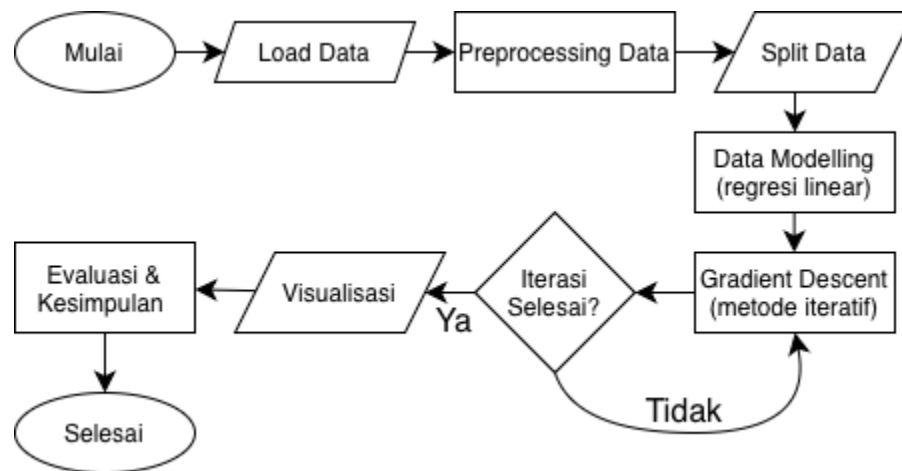 Mulai
Load Data
Preprocessing Data
Split Data
Data Modelling
(regresi linear)
Gradient Descent
(metode iteratif)
Iterasi
Selesai?
Tidak
Ya
Visualisasi
Evaluasi &
Kesimpulan
Selesai